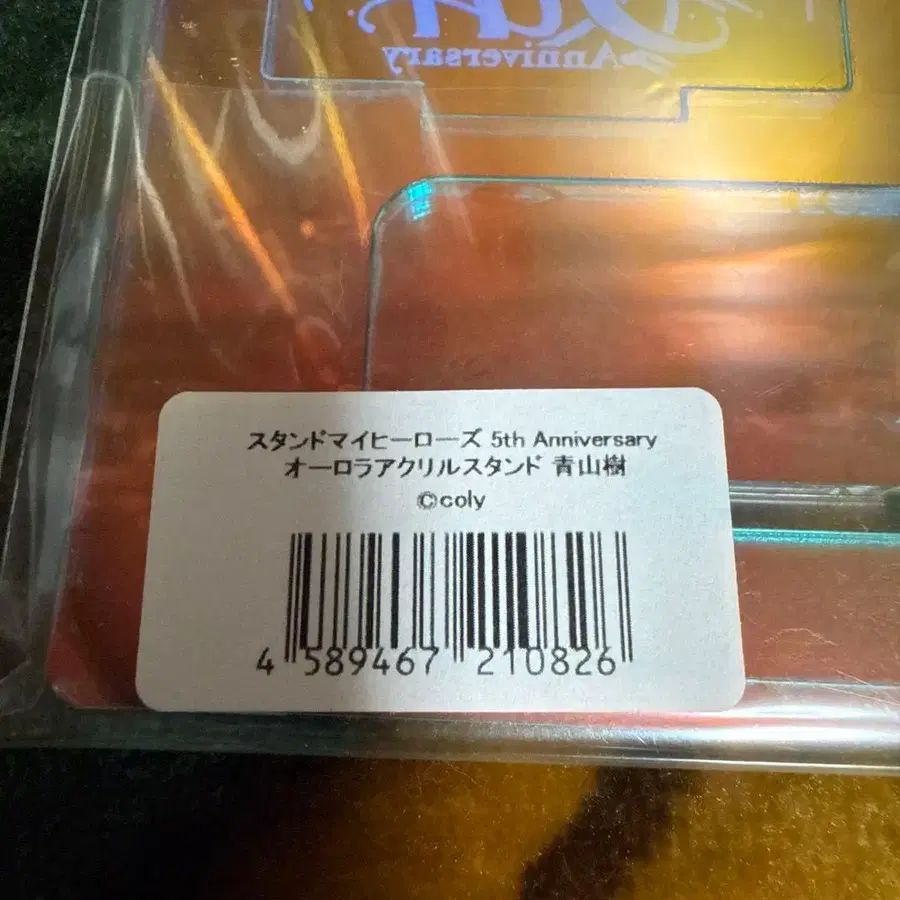 5th
Anniversary
スタンドマイヒーローズ 5th Anniversary
オーロラアクリルスタンド 青山樹
©coly
4 589467 210826